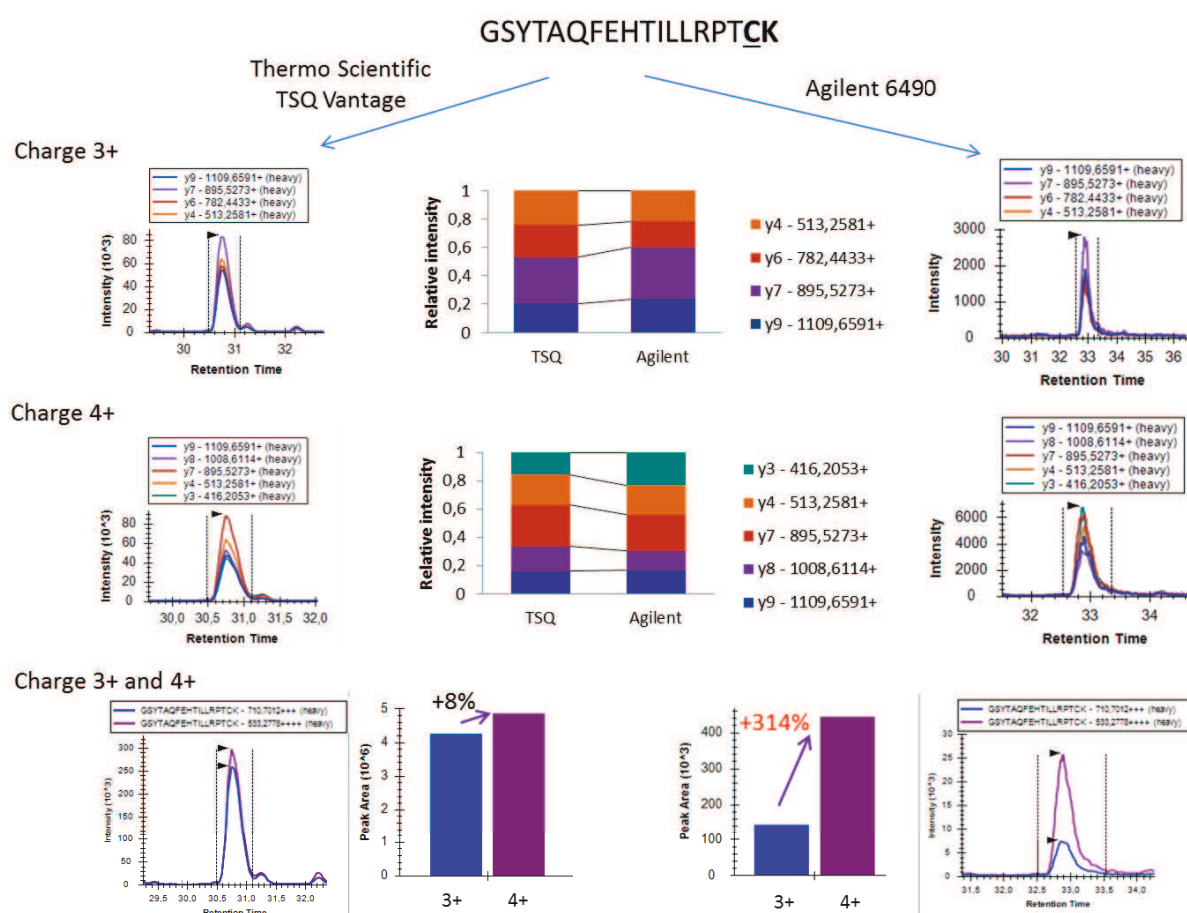 GSYTAQFEHTILLRPTCK
Thermo Scientific
TSQ Vantage
Agilent 6490
Charge 3+
y9 - 1109,6591+ (heavy)
y7 - 895,5273+ (heavy)
y6 - 782,4433+ (heavy)
y4 - 513,2581+ (heavy)
Intensity (10^3)
80
60
40
20
0
30 31 32
Retention Time
Relative intensity
1
0,8
0,6
0,4
0,2
0
TSQ Agilent
y4 - 513,2581+
y6 - 782,4433+
y7 - 895,5273+
y9 - 1109,6591+
y9 - 1109,6591+ (heavy)
y7 - 895,5273+ (heavy)
y6 - 782,4433+ (heavy)
y4 - 513,2581+ (heavy)
Intensity
3000
2000
1000
0
30 31 32 33 34 35 36
Retention Time
Charge 4+
y9 - 1109,6591+ (heavy)
y8 - 1008,6114+ (heavy)
y7 - 895,5273+ (heavy)
y4 - 513,2581+ (heavy)
y3 - 416,2053+ (heavy)
Intensity (10^3)
80
60
40
20
0
30,0 30,5 31,0 31,5 32,0
Retention Time
Relative intensity
1
0,8
0,6
0,4
0,2
0
TSQ Agilent
y3 - 416,2053+
y4 - 513,2581+
y7 - 895,5273+
y8 - 1008,6114+
y9 - 1109,6591+
y9 - 1109,6591+ (heavy)
y8 - 1008,6114+ (heavy)
y7 - 895,5273+ (heavy)
y4 - 513,2581+ (heavy)
y3 - 416,2053+ (heavy)
Intensity
6000
4000
2000
0
32 33 34
Retention Time
Charge 3+ and 4+
GSYTAQFEHTILLRPTCK - 710,7012+++ (heavy)
GSYTAQFEHTILLRPTCK - 533,2778++++ (heavy)
Intensity (10^3)
300
250
200
150
100
50
0
29,5 30,0 30,5 31,0 31,5 32,0
Retention Time
+8%
Peak Area (10^6)
5
4
3
2
1
0
3+ 4+
+314%
Peak Area (10^3)
400
300
200
100
0
3+ 4+
GSYTAQFEHTILLRPTCK - 710,7012+++ (heavy)
GSYTAQFEHTILLRPTCK - 533,2778++++ (heavy)
Intensity (10^3)
30
25
20
15
10
5
0
31,5 32,0 32,5 33,0 33,5 34,0
Retention Time